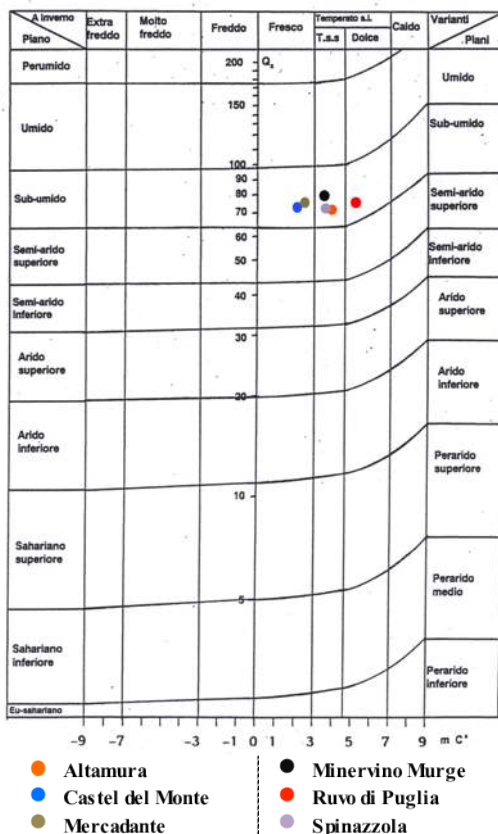 A Inverno
Piano
Extra freddo
Molto freddo
Freddo
Fresco
Temperato s.l.
T.s.s
Dolce
Caldo
Varianti
Piani
Perumido
200
Q₂
Umido
150
Umido
Sub-umido
100
90
80
70
Sub-umido
Semi-arido superiore
60
50
Semi-arido superiore
Semi-arido inferiore
40
Semi-arido inferiore
Arido superiore
30
Arido superiore
Arido inferiore
20
Arido inferiore
Perarido superiore
10
Sahariano superiore
Perarido medio
5
Sahariano inferiore
Perarido inferiore
Eu-sahariano
-9 -7 -3 -1 0 1 3 5 7 9 m C°
Altamura
Minervino Murge
Castel del Monte
Ruvo di Puglia
Mercadante
Spinazzola